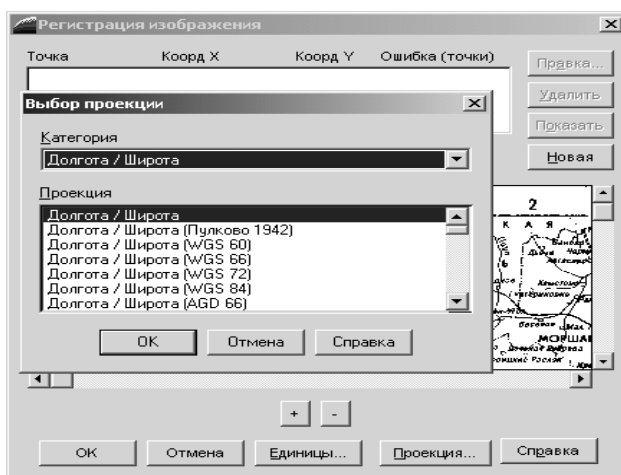 Регистрация изображения
Точка Коорд X Коорд Y Ошибка (точки)
Правка...
Удалить
Показать
Новая
Выбор проекции
Категория
Долгота / Широта
Проекция
Долгота / Широта
Долгота / Широта (Пулково 1942)
Долгота / Широта (WGS 60)
Долгота / Широта (WGS 66)
Долгота / Широта (WGS 72)
Долгота / Широта (WGS 84)
Долгота / Широта (AGD 66)
OK Отмена Справка
2
К А Я
МОРШАН
+ -
OK Отмена Единицы... Проекция... Справка